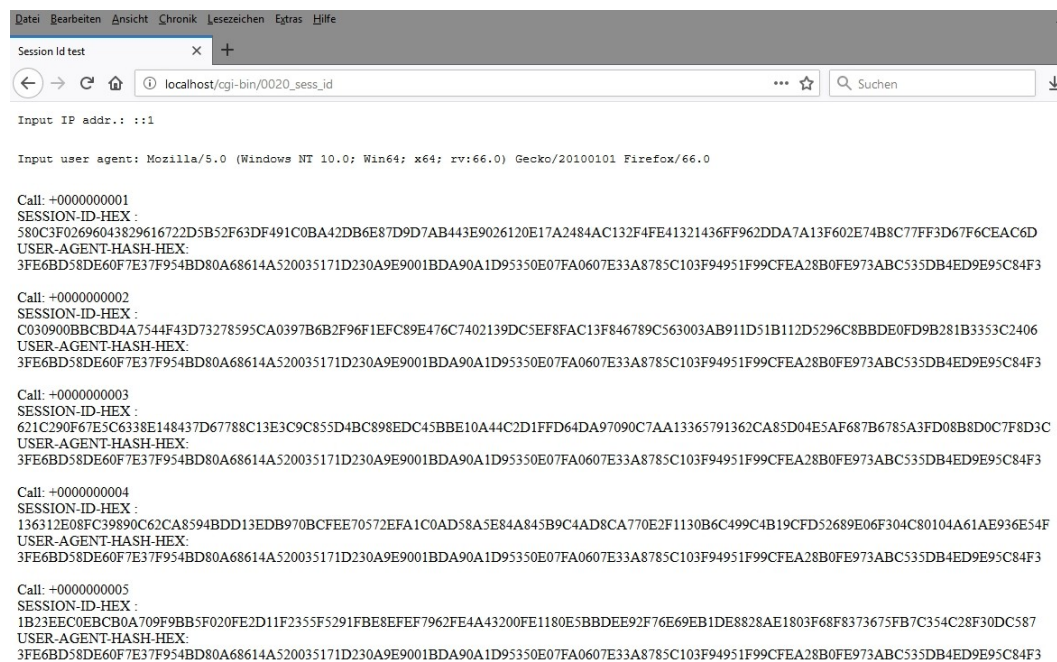 Datei Bearbeiten Ansicht Chronik Lesezeichen Extras Hilfe
Session Id test
localhost/cgi-bin/0020_sess_id
Suchen
Input IP addr.: ::1
Input user agent: Mozilla/5.0 (Windows NT 10.0; Win64; x64; rv:66.0) Gecko/20100101 Firefox/66.0
Call: +0000000001
SESSION-ID-HEX :
580C3F02696043829616722D5B52F63DF491C0BA42DB6E87D9D7AB443E9026120E17A2484AC132F4FE41321436FF962DDA7A13F602E74B8C77FF3D67F6CEAC6D
USER-AGENT-HASH-HEX:
3FE6BD58DE60F7E37F954BD80A68614A520035171D230A9E9001BDA90A1D95350E07FA0607E33A8785C103F94951F99CFEA28B0FE973ABC535DB4ED9E95C84F3
Call: +0000000002
SESSION-ID-HEX :
C030900BBCBD4A7544F43D73278595CA0397B6B2F96F1EFC89E476C7402139DC5EF8FAC13F846789C563003AB911D51B112D5296C8BBDE0FD9B281B3353C2406
USER-AGENT-HASH-HEX:
3FE6BD58DE60F7E37F954BD80A68614A520035171D230A9E9001BDA90A1D95350E07FA0607E33A8785C103F94951F99CFEA28B0FE973ABC535DB4ED9E95C84F3
Call: +0000000003
SESSION-ID-HEX :
621C290F67E5C6338E148437D67788C13E3C9C855D4BC898EDC45BBE10A44C2D1FFD64DA97090C7AA13365791362CA85D04E5AF687B6785A3FD08B8D0C7F8D3C
USER-AGENT-HASH-HEX:
3FE6BD58DE60F7E37F954BD80A68614A520035171D230A9E9001BDA90A1D95350E07FA0607E33A8785C103F94951F99CFEA28B0FE973ABC535DB4ED9E95C84F3
Call: +0000000004
SESSION-ID-HEX :
136312E08FC39890C62CA8594BDD13EDB970BCFEE70572EFA1C0AD58A5E84A845B9C4AD8CA770E2F1130B6C499C4B19CFD52689E06F304C80104A61AE936E54F
USER-AGENT-HASH-HEX:
3FE6BD58DE60F7E37F954BD80A68614A520035171D230A9E9001BDA90A1D95350E07FA0607E33A8785C103F94951F99CFEA28B0FE973ABC535DB4ED9E95C84F3
Call: +0000000005
SESSION-ID-HEX :
1B23EEC0EBCB0A709F9BB5F020FE2D11F2355F5291FBE8EFEF7962FE4A43200FE1180E5BBDEE92F76E69EB1DE8828AE1803F68F8373675FB7C354C28F30DC587
USER-AGENT-HASH-HEX:
3FE6BD58DE60F7E37F954BD80A68614A520035171D230A9E9001BDA90A1D95350E07FA0607E33A8785C103F94951F99CFEA28B0FE973ABC535DB4ED9E95C84F3